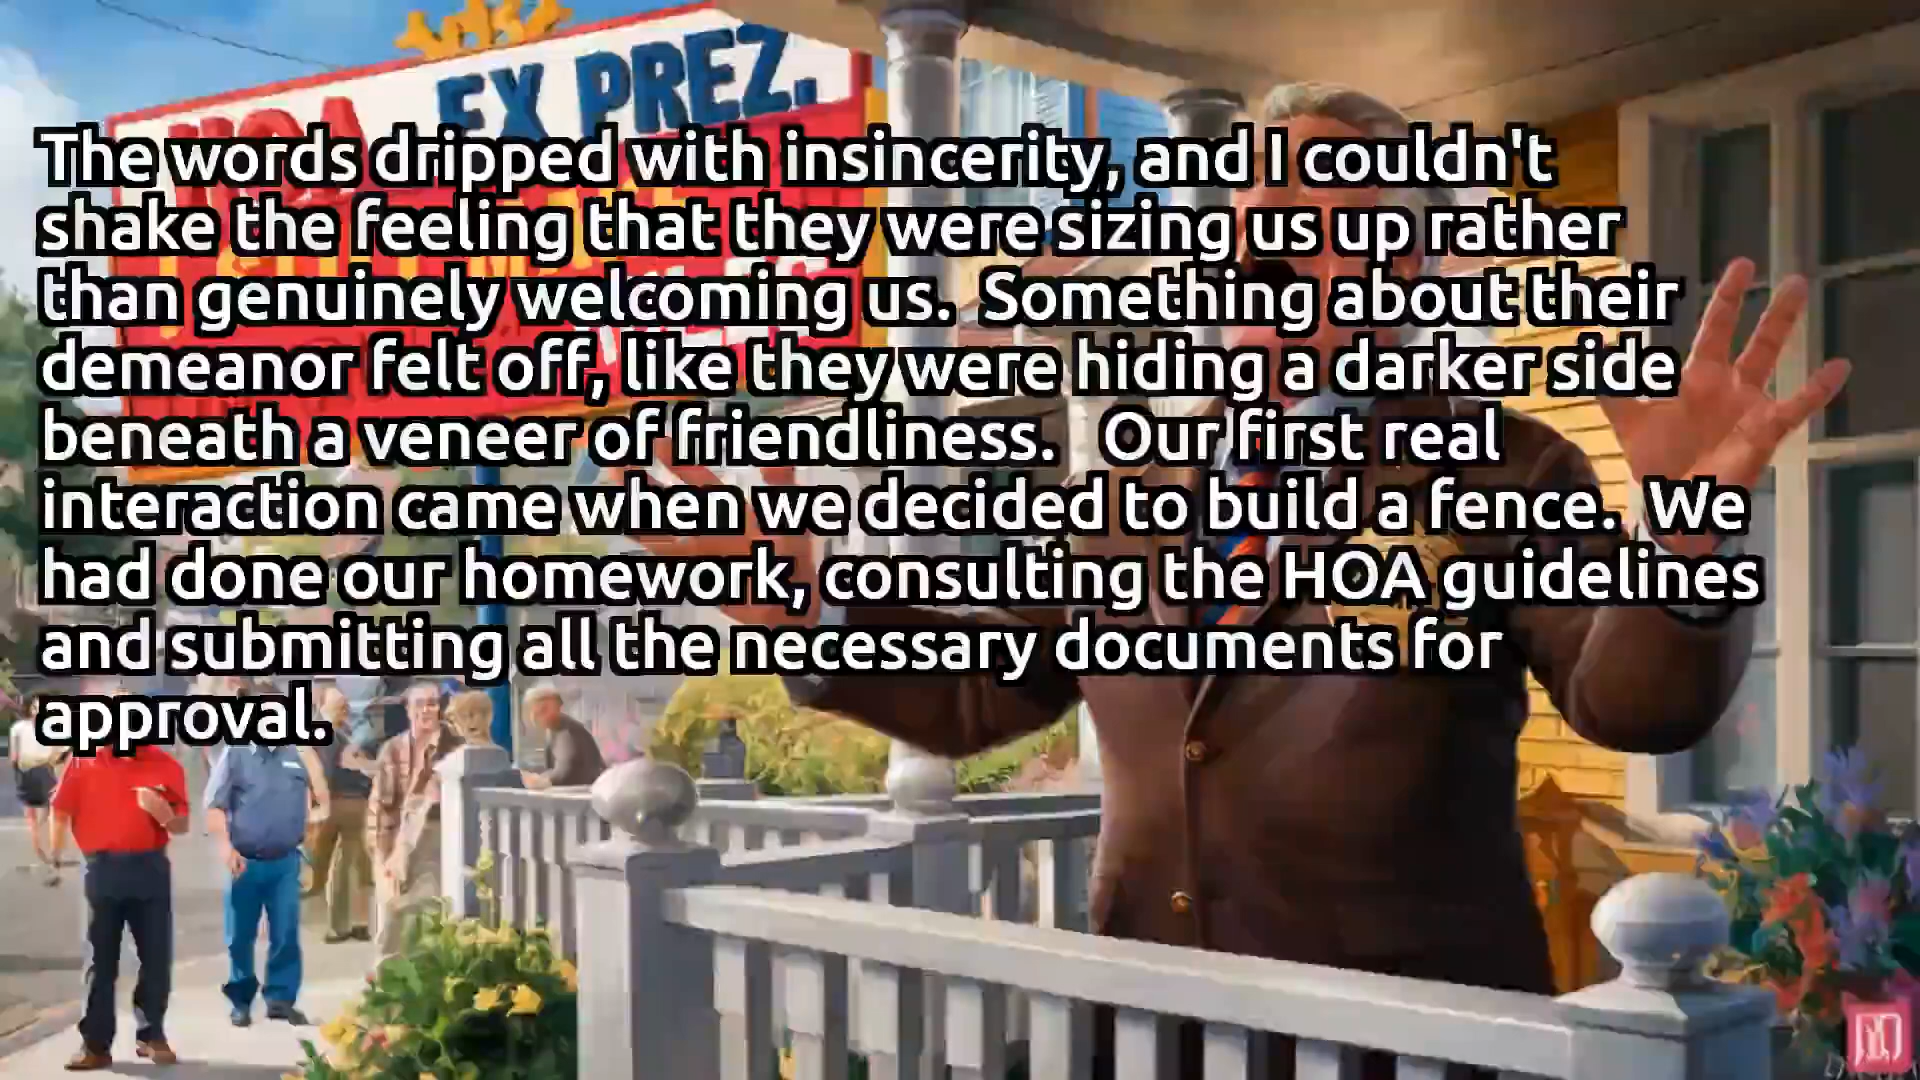 HOA EX PREZ.
The words dripped with insincerity, and I couldn't
shake the feeling that they were sizing us up rather
than genuinely welcoming us.  Something about their
demeanor felt off, like they were hiding a darker side
beneath a veneer of friendliness.   Our first real
interaction came when we decided to build a fence.  We
had done our homework, consulting the HOA guidelines
and submitting all the necessary documents for
approval.